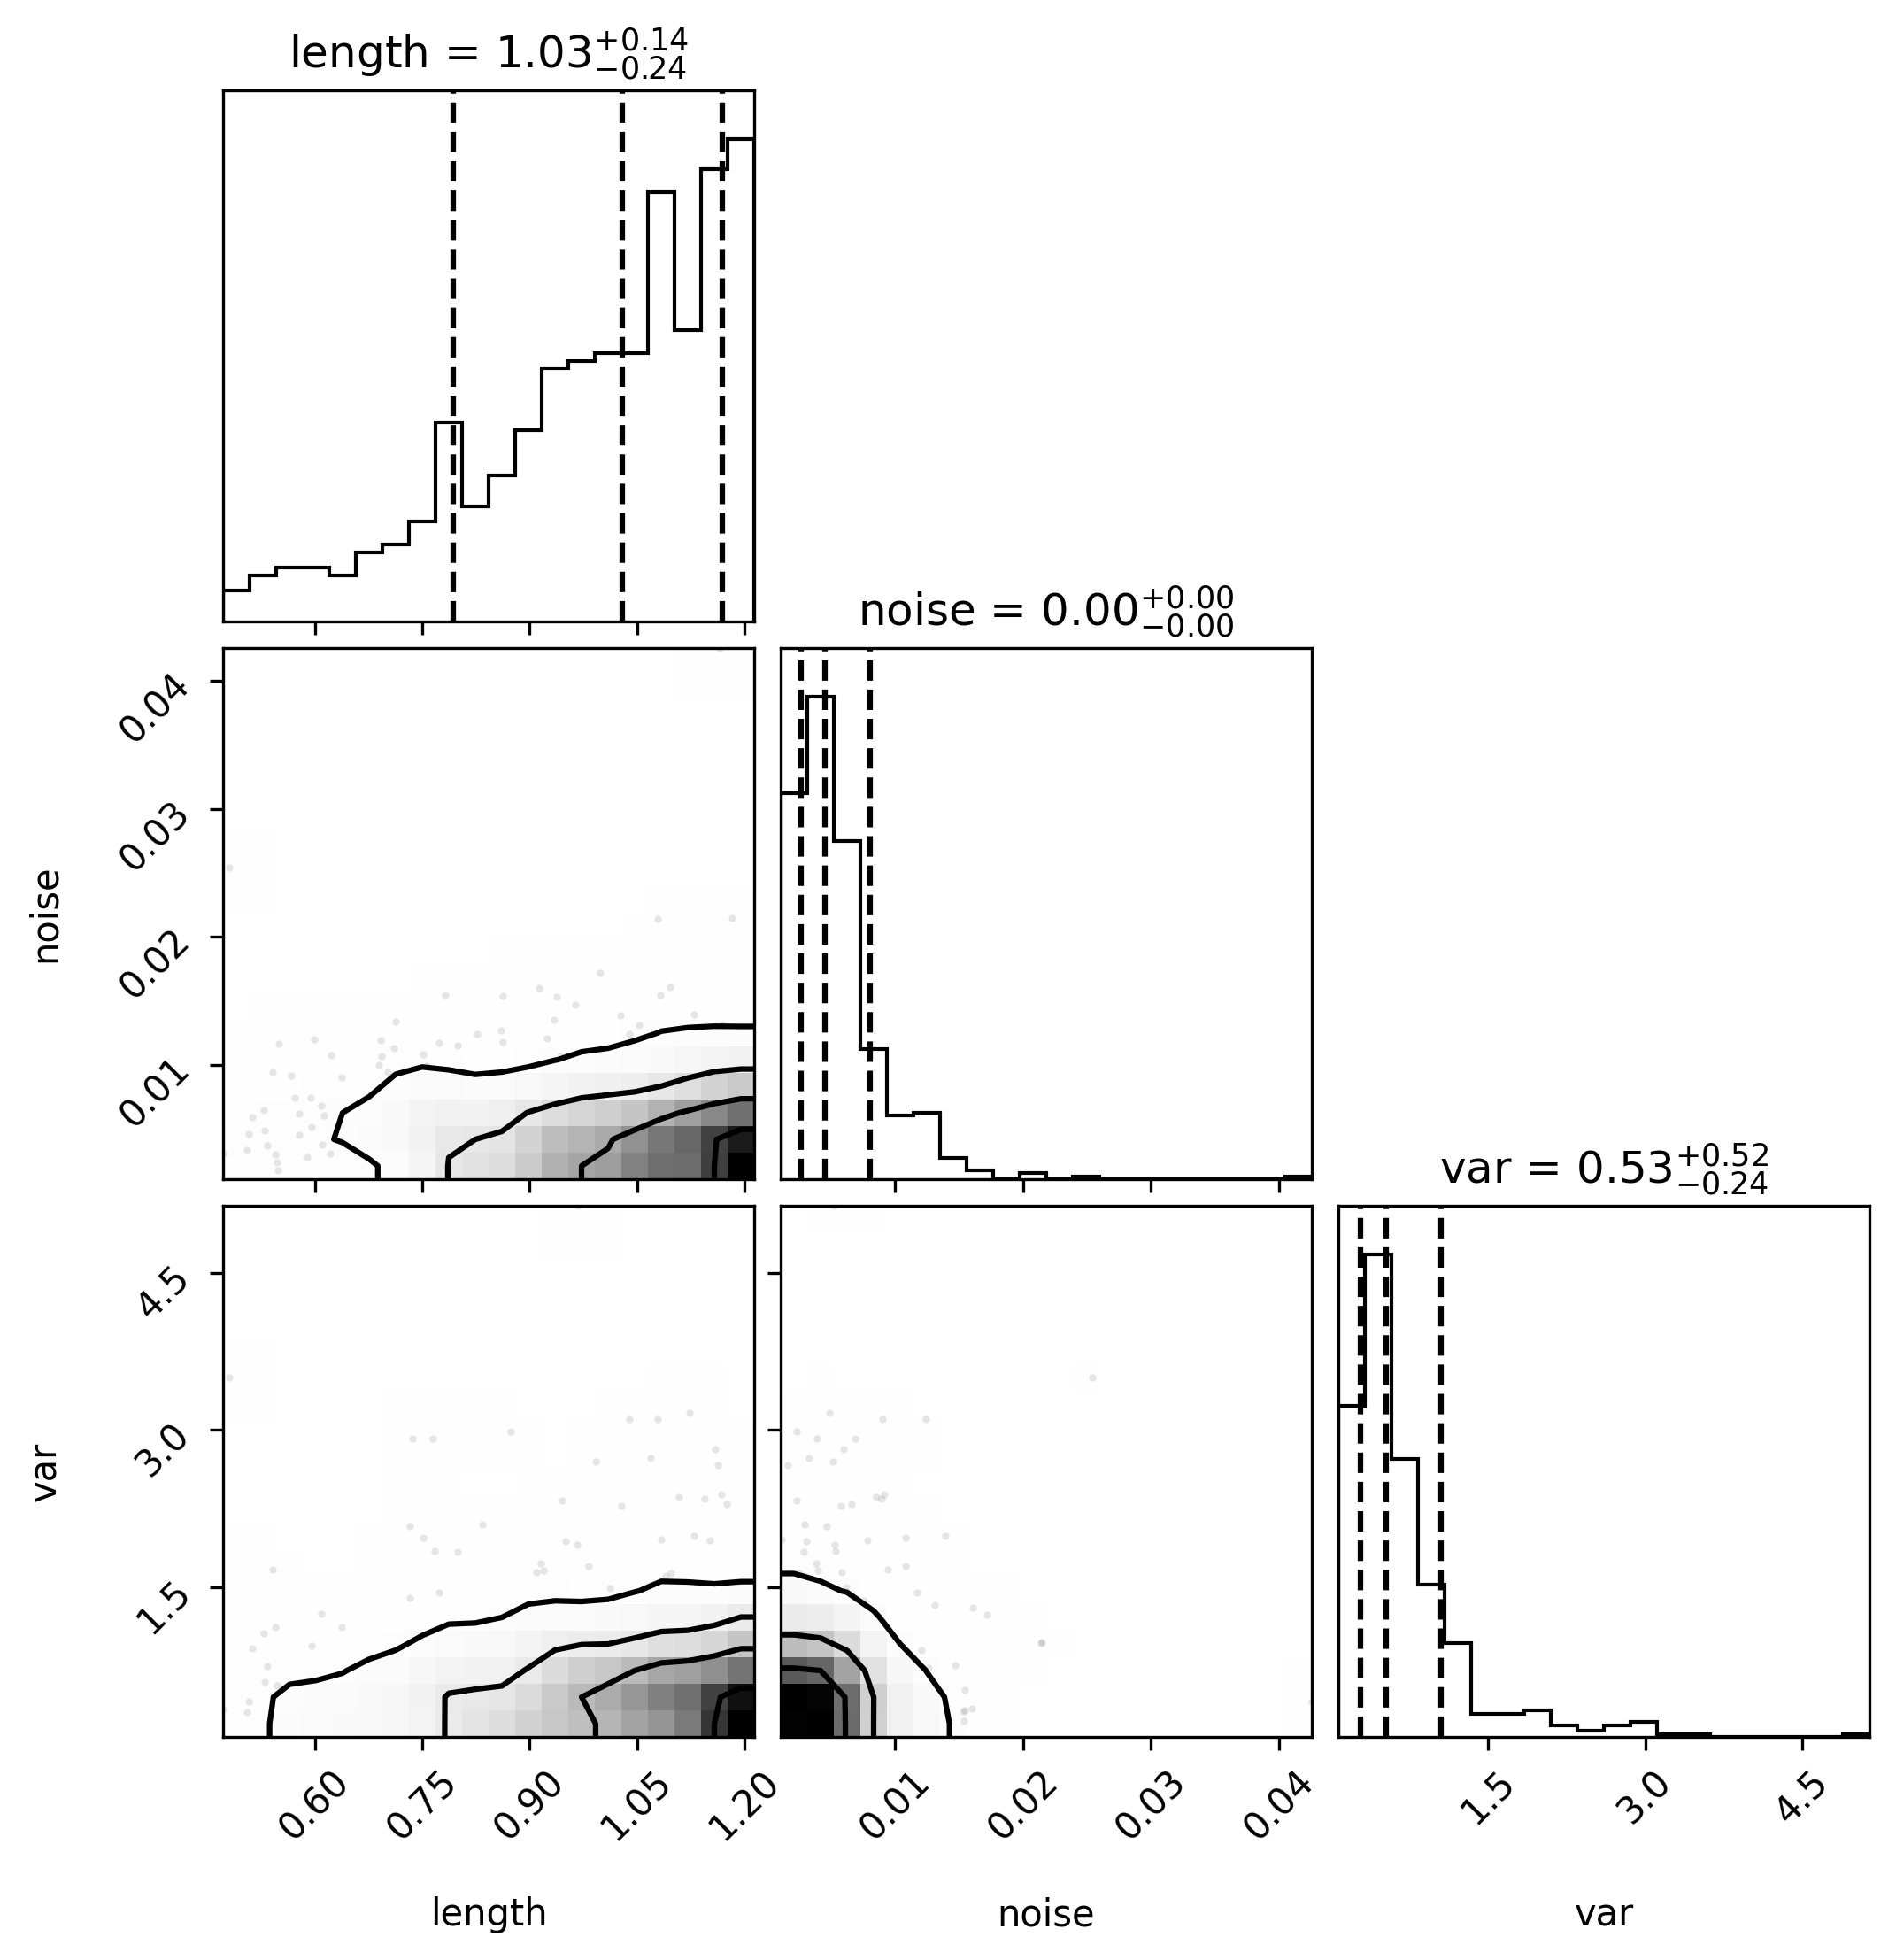 length = 1.03 +0.14 −0.24
noise = 0.00 +0.00 −0.00
0.04
0.03
0.02
0.01
noise
var = 0.53 +0.52 −0.24
4.5
3.0
1.5
var
0.60 0.75 0.90 1.05 1.20 0.01 0.02 0.03 0.04 1.5 3.0 4.5
length noise var